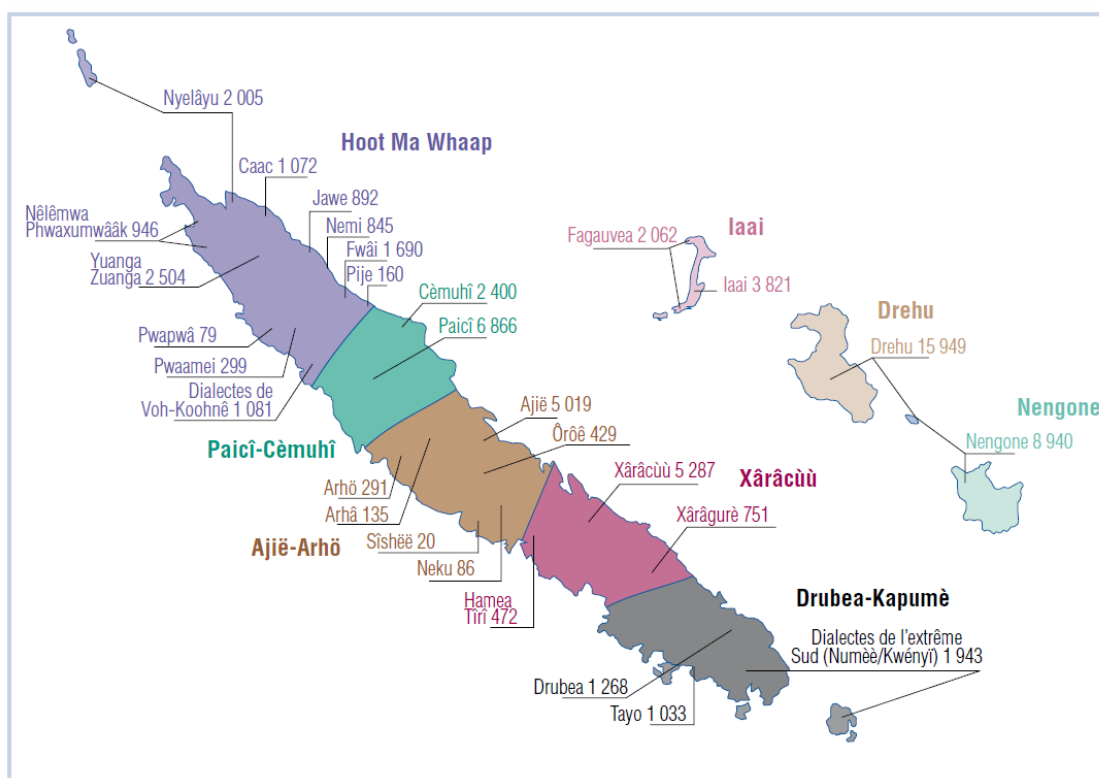 Nyelâyu 2 005
Hoot Ma Whaap
Caac 1 072
Jawe 892
Nêlêmwa
Phwaxumwââk 946
Nemi 845
Fwâi 1 690
Yuanga
Zuanga 2 504
Pije 160
Cèmuhî 2 400
Paicî 6 866
Pwapwâ 79
Pwaamei 299
Dialectes de
Voh-Koohnê 1 081
Paicî-Cèmuhî
Iaai
Fagauvea 2 062
Iaai 3 821
Drehu
Drehu 15 949
Nengone
Nengone 8 940
Ajië 5 019
Ôrôê 429
Arhö 291
Arhâ 135
Ajië-Arhö
Sîshëë 20
Neku 86
Xârâcùù
Xârâcùù 5 287
Xârâgurè 751
Hamea
Tîrî 472
Drubea-Kapumè
Dialectes de l'extrême
Sud (Numèè/Kwényï) 1 943
Drubea 1 268
Tayo 1 033